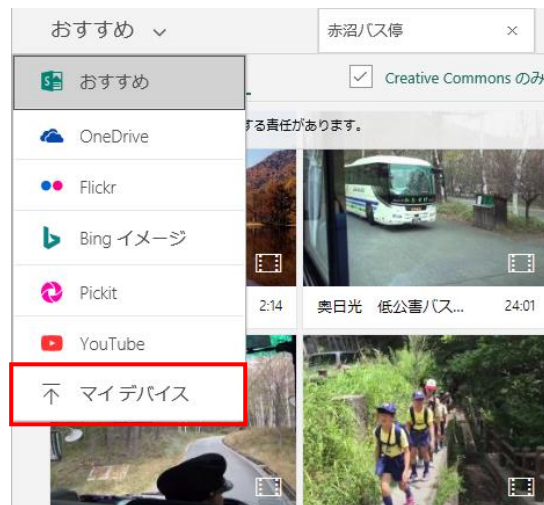 おすすめ
赤沼バス停
おすすめ
Creative Commons のみ
する責任があります。
OneDrive
Flickr
Bing イメージ
Pickit
2:14
奥日光 低公害バス...
24:01
YouTube
マイ デバイス